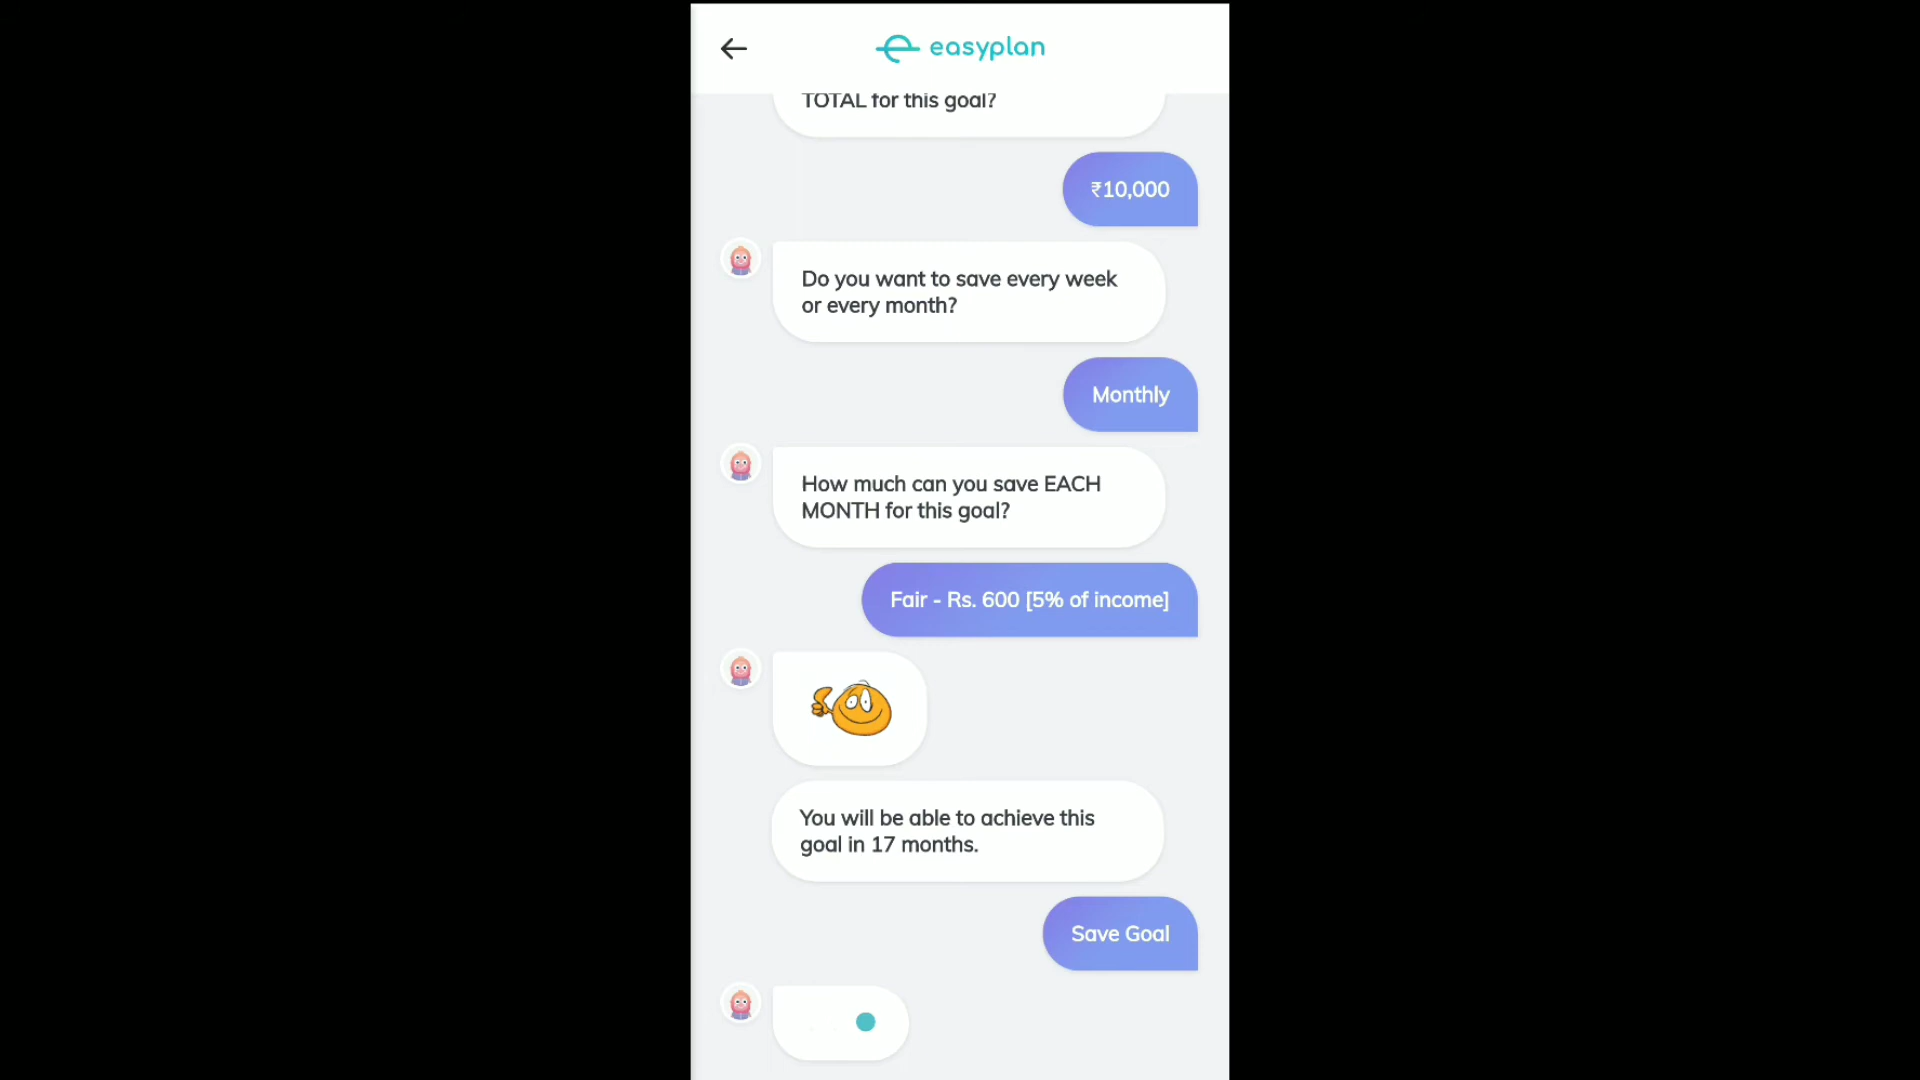 easyplan
TOTAL for this goal?
₹10,000
Do you want to save every week
or every month?
Monthly
How much can you save EACH
MONTH for this goal?
Fair - Rs. 600 [5% of income]
You will be able to achieve this
goal in 17 months.
Save Goal